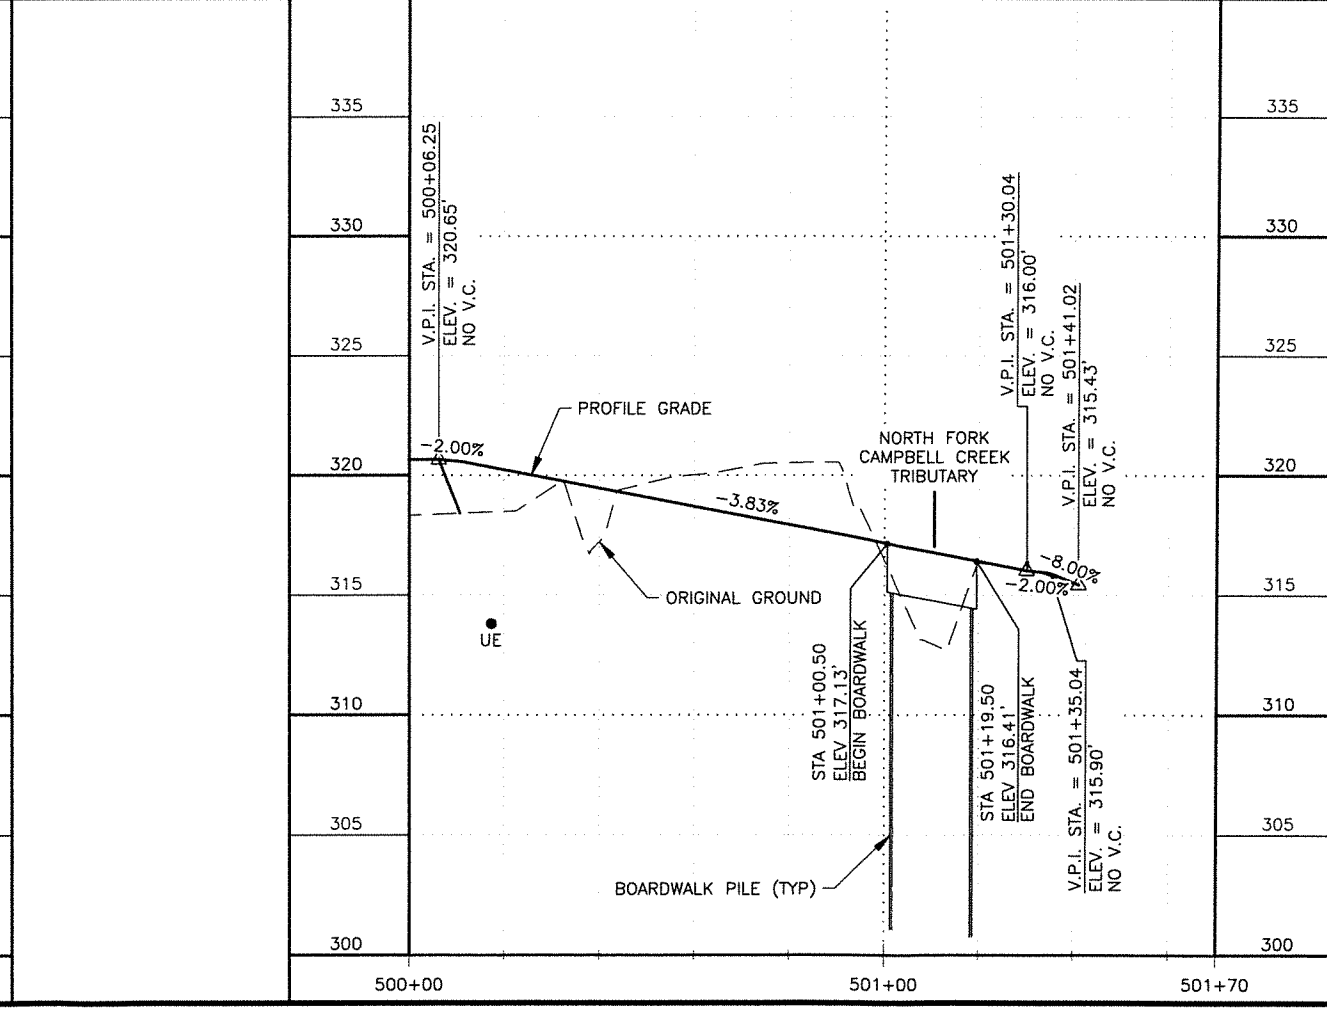 335
330
325
320
315
310
305
300
V.P.I. STA. = 500+06.25
ELEV. = 320.65'
NO V.C.
-2.00%
PROFILE GRADE
-3.83%
ORIGINAL GROUND
UE
NORTH FORK
CAMPBELL CREEK
TRIBUTARY
V.P.I. STA. = 501+30.04
ELEV. = 316.00'
NO V.C.
V.P.I. STA. = 501+41.02
ELEV. = 315.43'
NO V.C.
-8.00%
-2.00%
STA 501+00.50
ELEV 317.13'
BEGIN BOARDWALK
STA 501+19.50
ELEV 316.41'
END BOARDWALK
V.P.I. STA. = 501+35.04
ELEV. = 315.90'
NO V.C.
BOARDWALK PILE (TYP)
335
330
325
320
315
310
305
300
500+00
501+00
501+70